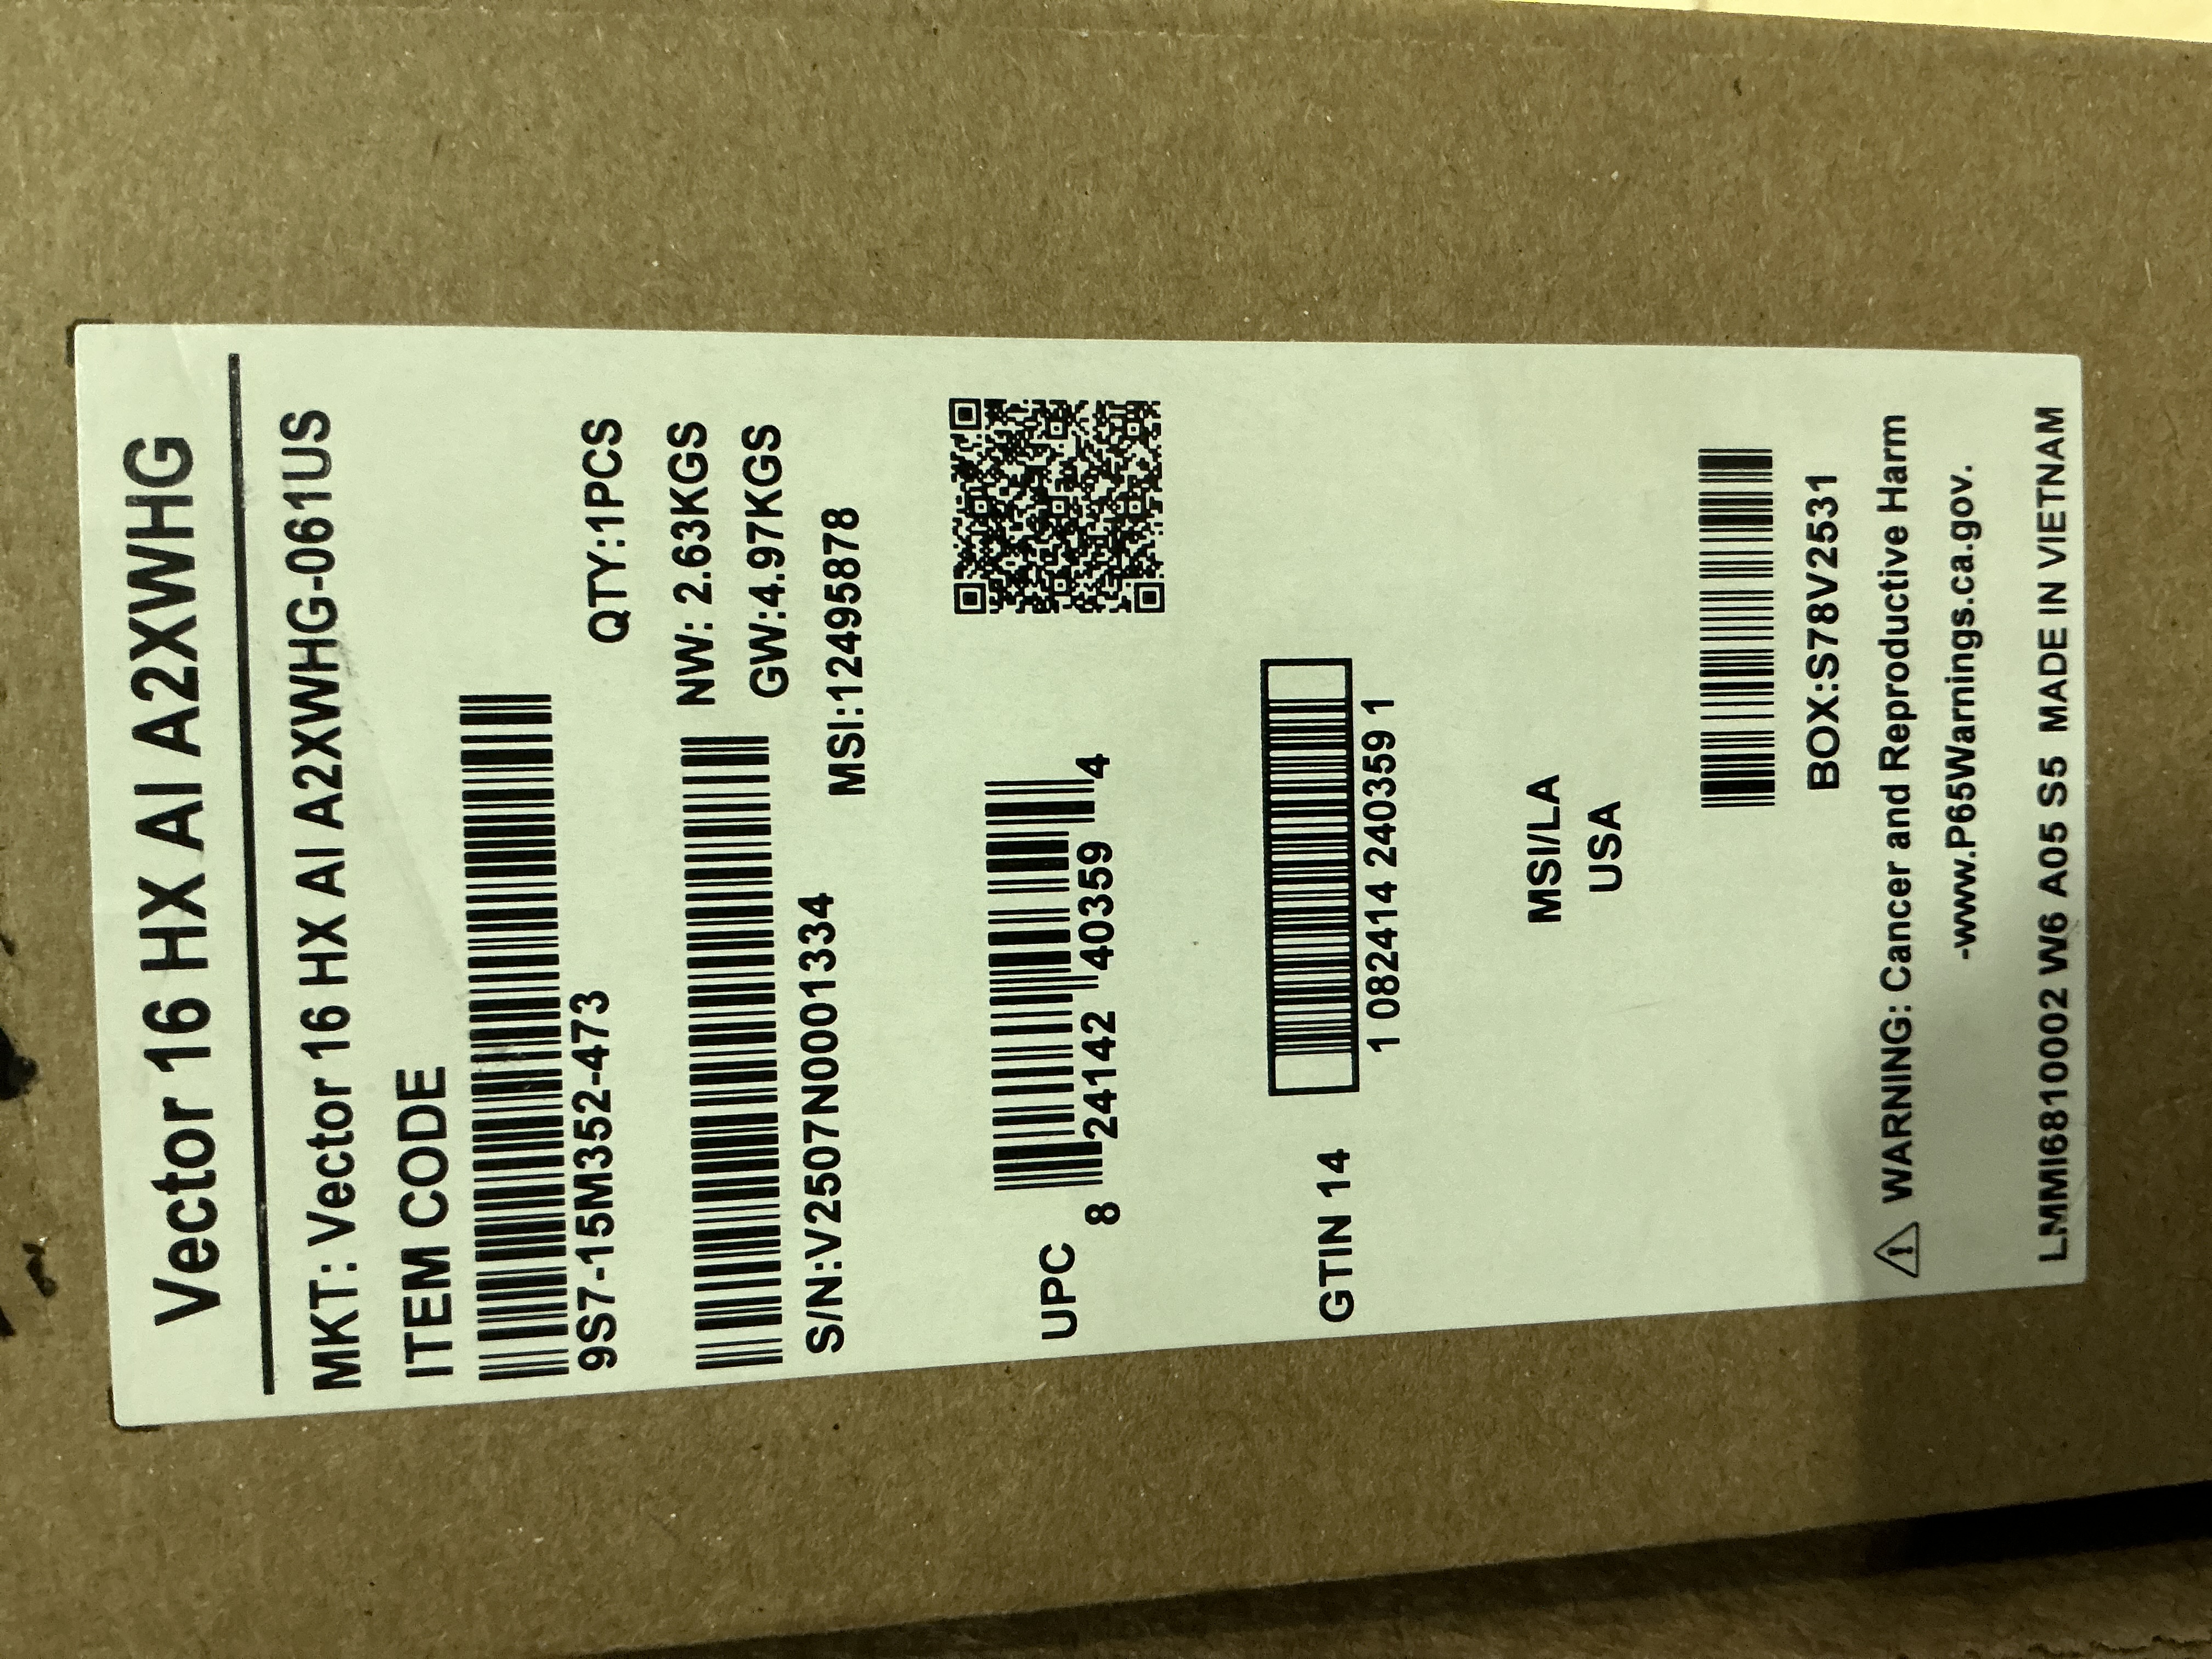 Vector 16 HX AI A2XWHG
MKT: Vector 16 HX AI A2XWHG-061US
ITEM CODE
9S7-15M352-473
QTY:1PCS
NW: 2.63KGS
GW:4.97KGS
S/N:V2507N0001334
MSI:12495878
UPC
8 24142 40359 4
GTIN 14
1 0824142403591
MSI/LA
USA
BOX:S78V2531
⚠ WARNING: Cancer and Reproductive Harm
-www.P65Warnings.ca.gov.
LMMI6810002 W6 A05 S5 MADE IN VIETNAM